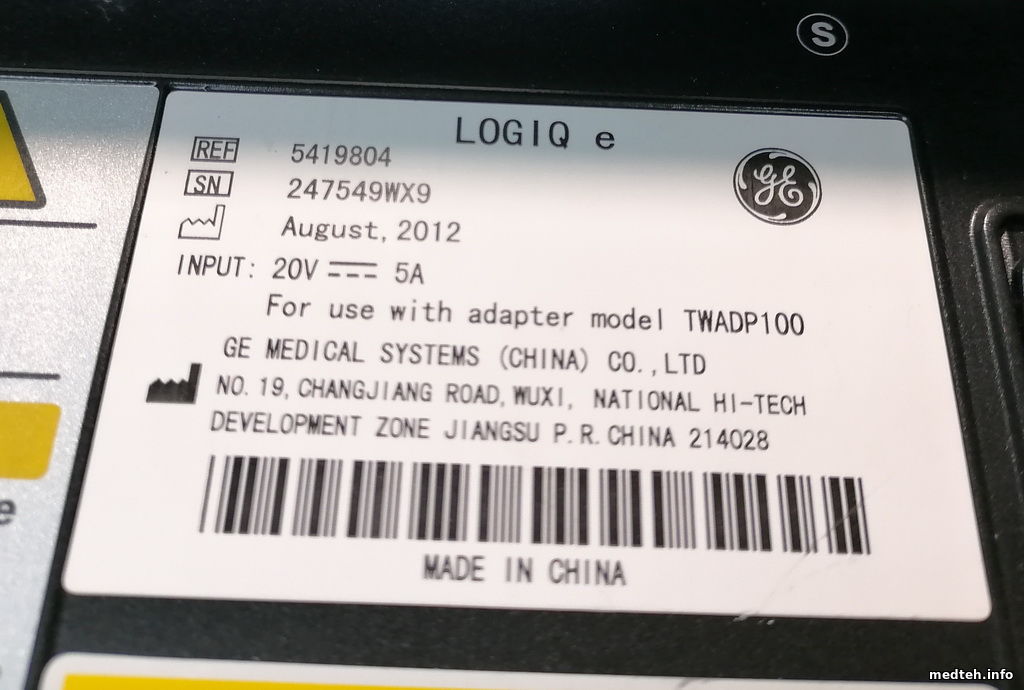 S
LOGIQ e
REF 5419804
GE
SN 247549WX9
August, 2012
INPUT: 20V 5A
For use with adapter model TWADP100
GE MEDICAL SYSTEMS (CHINA) CO.,LTD
NO. 19, CHANGJIANG ROAD, WUXI, NATIONAL HI-TECH
DEVELOPMENT ZONE JIANGSU P.R. CHINA 214028
e
MADE IN CHINA
medteh.info